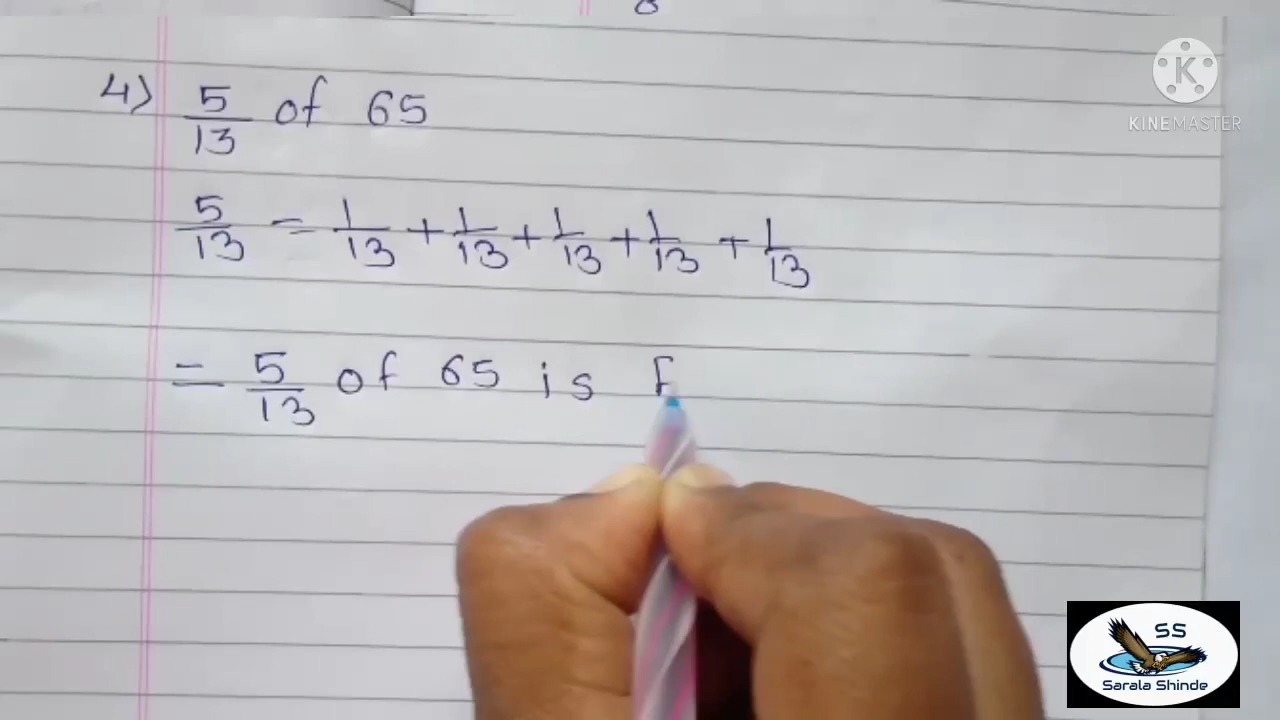 4) 5/13 of 65
5/13 = 1/13 + 1/13 + 1/13 + 1/13 + 1/13
= 5/13 of 65 is
KINEMASTER
SS
Sarala Shinde